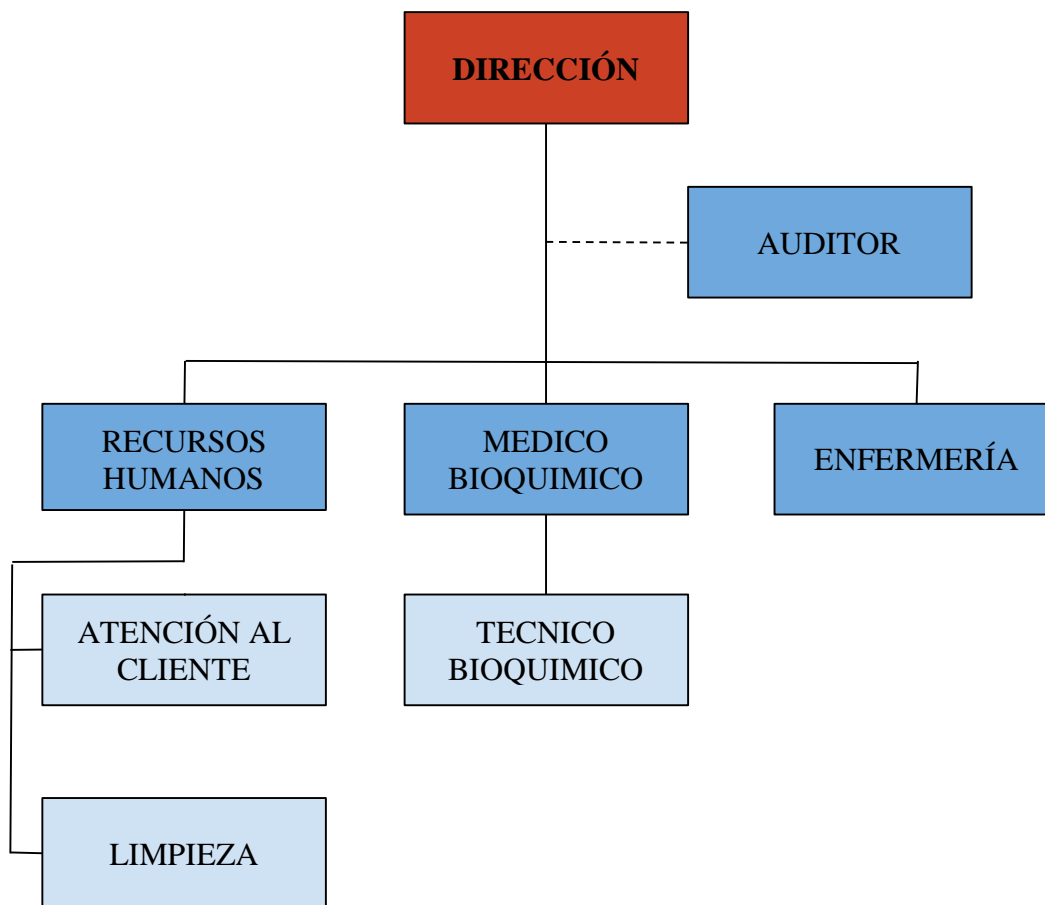 DIRECCIÓN
AUDITOR
RECURSOS
HUMANOS
MEDICO
BIOQUIMICO
ENFERMERÍA
ATENCIÓN AL
CLIENTE
TECNICO
BIOQUIMICO
LIMPIEZA